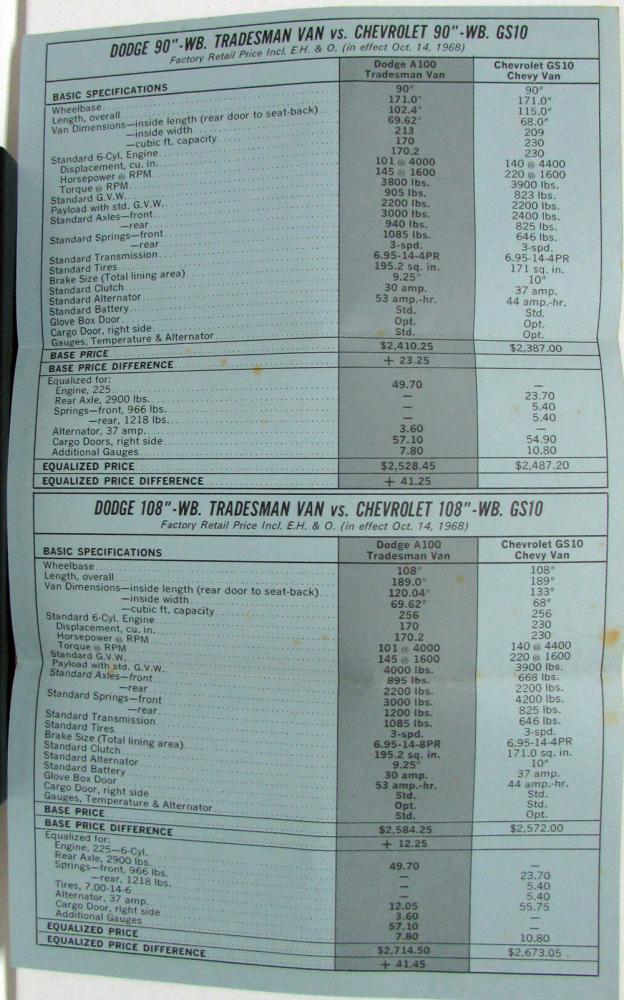 DODGE 90"-WB. TRADESMAN VAN vs. CHEVROLET 90"-WB. GS10
Factory Retail Price Incl. E.H. & O. (in effect Oct. 14, 1968)
Dodge A100 Chevrolet GS10
Tradesman Van Chevy Van
BASIC SPECIFICATIONS
Wheelbase 90" 90"
Length, overall 171.0" 171.0"
Van Dimensions—inside length (rear door to seat-back) 102.4" 115.0"
—inside width 69.62" 68.0"
—cubic ft. capacity 213 209
Standard 6-Cyl. Engine 170 230
Displacement, cu. in. 170.2 230
Horsepower @ RPM 101 @ 4000 140 @ 4400
Torque @ RPM 145 @ 1600 220 @ 1600
Standard G.V.W. 3800 lbs. 3900 lbs.
Payload with std. G.V.W. 905 lbs. 823 lbs.
Standard Axles—front 2200 lbs. 2200 lbs.
—rear 3000 lbs. 2400 lbs.
Standard Springs—front 940 lbs. 825 lbs.
—rear 1085 lbs. 646 lbs.
Standard Transmission 3-spd. 3-spd.
Standard Tires 6.95-14-4PR 6.95-14-4PR
Brake Size (Total lining area) 195.2 sq. in. 171 sq. in.
Standard Clutch 9.25" 10"
Standard Alternator 30 amp. 37 amp.
Standard Battery 53 amp.-hr. 44 amp.-hr.
Glove Box Door Std. Std.
Cargo Door, right side Opt. Opt.
Gauges, Temperature & Alternator Std. Opt.
BASE PRICE $2,410.25 $2,387.00
BASE PRICE DIFFERENCE + 23.25
Equalized for:
Engine, 225 49.70 —
Rear Axle, 2900 lbs. — 23.70
Springs—front, 966 lbs. — 5.40
—rear, 1218 lbs. — 5.40
Alternator, 37 amp. 3.60 —
Cargo Doors, right side 57.10 54.90
Additional Gauges 7.80 10.80
EQUALIZED PRICE $2,528.45 $2,487.20
EQUALIZED PRICE DIFFERENCE + 41.25
DODGE 108"-WB. TRADESMAN VAN vs. CHEVROLET 108"-WB. GS10
Factory Retail Price Incl. E.H. & O. (in effect Oct. 14, 1968)
Dodge A100 Chevrolet GS10
Tradesman Van Chevy Van
BASIC SPECIFICATIONS
Wheelbase 108" 108"
Length, overall 189.0" 189"
Van Dimensions—inside length (rear door to seat-back) 120.04" 133"
—inside width 69.62" 68"
—cubic ft. capacity 256 256
Standard 6-Cyl. Engine 170 230
Displacement, cu. in. 170.2 230
Horsepower @ RPM 101 @ 4000 140 @ 4400
Torque @ RPM 145 @ 1600 220 @ 1600
Standard G.V.W. 4000 lbs. 3900 lbs.
Payload with std. G.V.W. 895 lbs. 668 lbs.
Standard Axles—front 2200 lbs. 2200 lbs.
—rear 3000 lbs. 4200 lbs.
Standard Springs—front 1200 lbs. 825 lbs.
—rear 1085 lbs. 646 lbs.
Standard Transmission 3-spd. 3-spd.
Standard Tires 6.95-14-8PR 6.95-14-4PR
Brake Size (Total lining area) 195.2 sq. in. 171.0 sq. in.
Standard Clutch 9.25" 10"
Standard Alternator 30 amp. 37 amp.
Standard Battery 53 amp.-hr. 44 amp.-hr.
Glove Box Door Std. Std.
Cargo Door, right side Opt. Opt.
Gauges, Temperature & Alternator Std. Opt.
BASE PRICE $2,584.25 $2,572.00
BASE PRICE DIFFERENCE + 12.25
Equalized for:
Engine, 225—6-Cyl. 49.70 —
Rear Axle, 2900 lbs. — 23.70
Springs—front, 966 lbs. — 5.40
—rear, 1218 lbs. — 5.40
Tires, 7.00-14-6 12.05 55.75
Alternator, 37 amp. 3.60 —
Cargo Door, right side 57.10 —
Additional Gauges 7.80 10.80
EQUALIZED PRICE $2,714.50 $2,673.05
EQUALIZED PRICE DIFFERENCE + 41.45